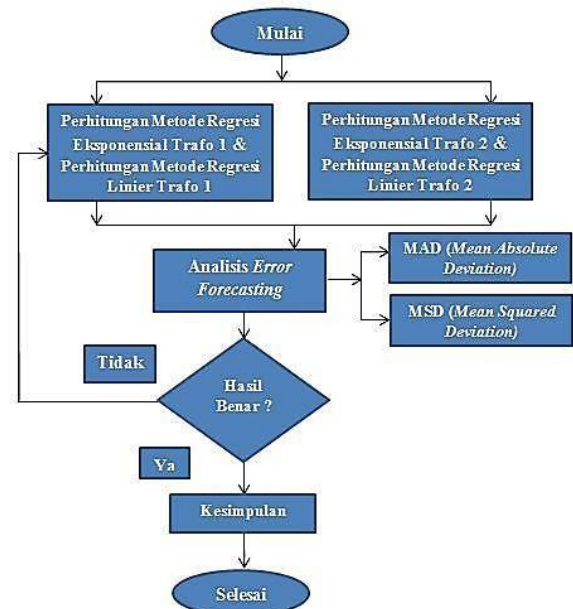 Mulai
Perhitungan Metode Regresi
Eksponensial Trafo 1 &
Perhitungan Metode Regresi
Linier Trafo 1
Perhitungan Metode Regresi
Eksponensial Trafo 2 &
Perhitungan Metode Regresi
Linier Trafo 2
Analisis Error
Forecasting
MAD (Mean Absolute
Deviation)
MSD (Mean Squared
Deviation)
Tidak
Hasil
Benar ?
Ya
Kesimpulan
Selesai